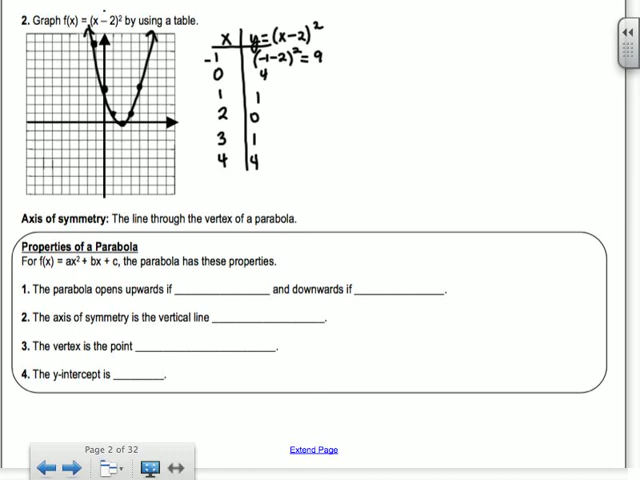 2. Graph f(x) = (x – 2)² by using a table.
x | y = (x-2)²
-1 | (-1-2)² = 9
0 | 4
1 | 1
2 | 0
3 | 1
4 | 4
Axis of symmetry: The line through the vertex of a parabola.
Properties of a Parabola
For f(x) = ax² + bx + c, the parabola has these properties.
1. The parabola opens upwards if ______________ and downwards if ______________.
2. The axis of symmetry is the vertical line __________________.
3. The vertex is the point ______________________.
4. The y-intercept is ________.
Page 2 of 32
Extend Page